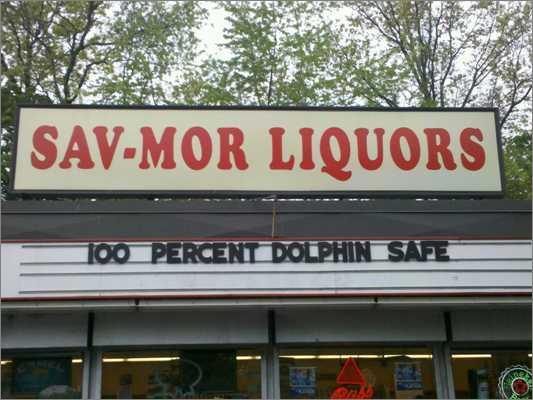 SAV-MOR LIQUORS
100 PERCENT DOLPHIN SAFE